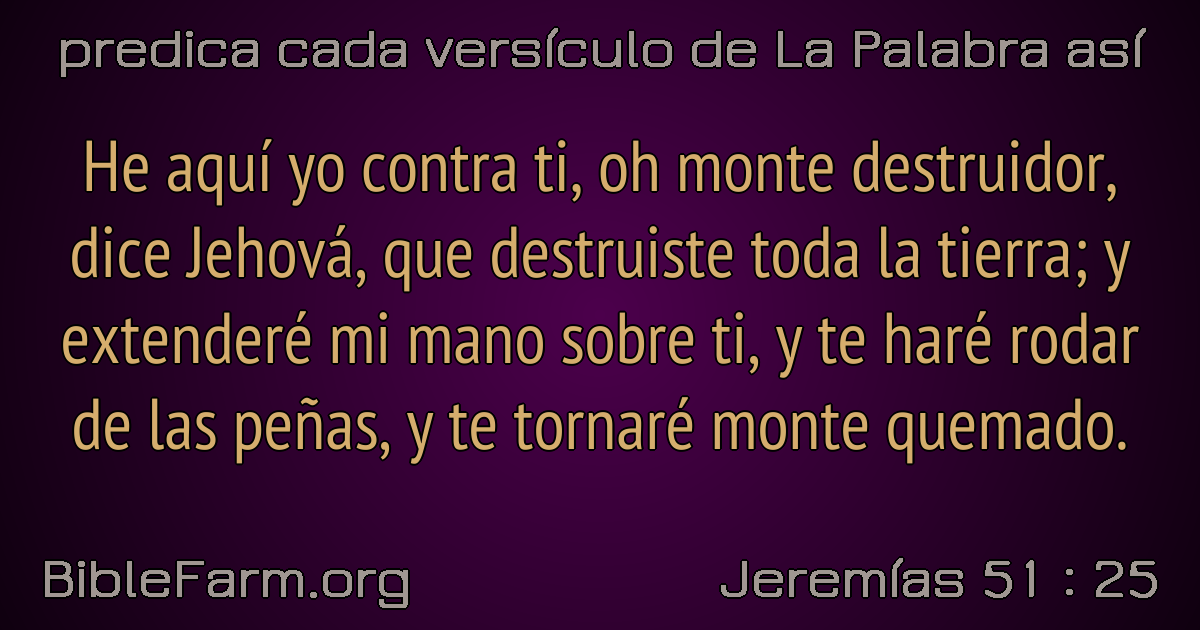 predica cada versículo de La Palabra así
He aquí yo contra ti, oh monte destruidor,
dice Jehová, que destruiste toda la tierra; y
extenderé mi mano sobre ti, y te haré rodar
de las peñas, y te tornaré monte quemado.
BibleFarm.org
Jeremías 51 : 25